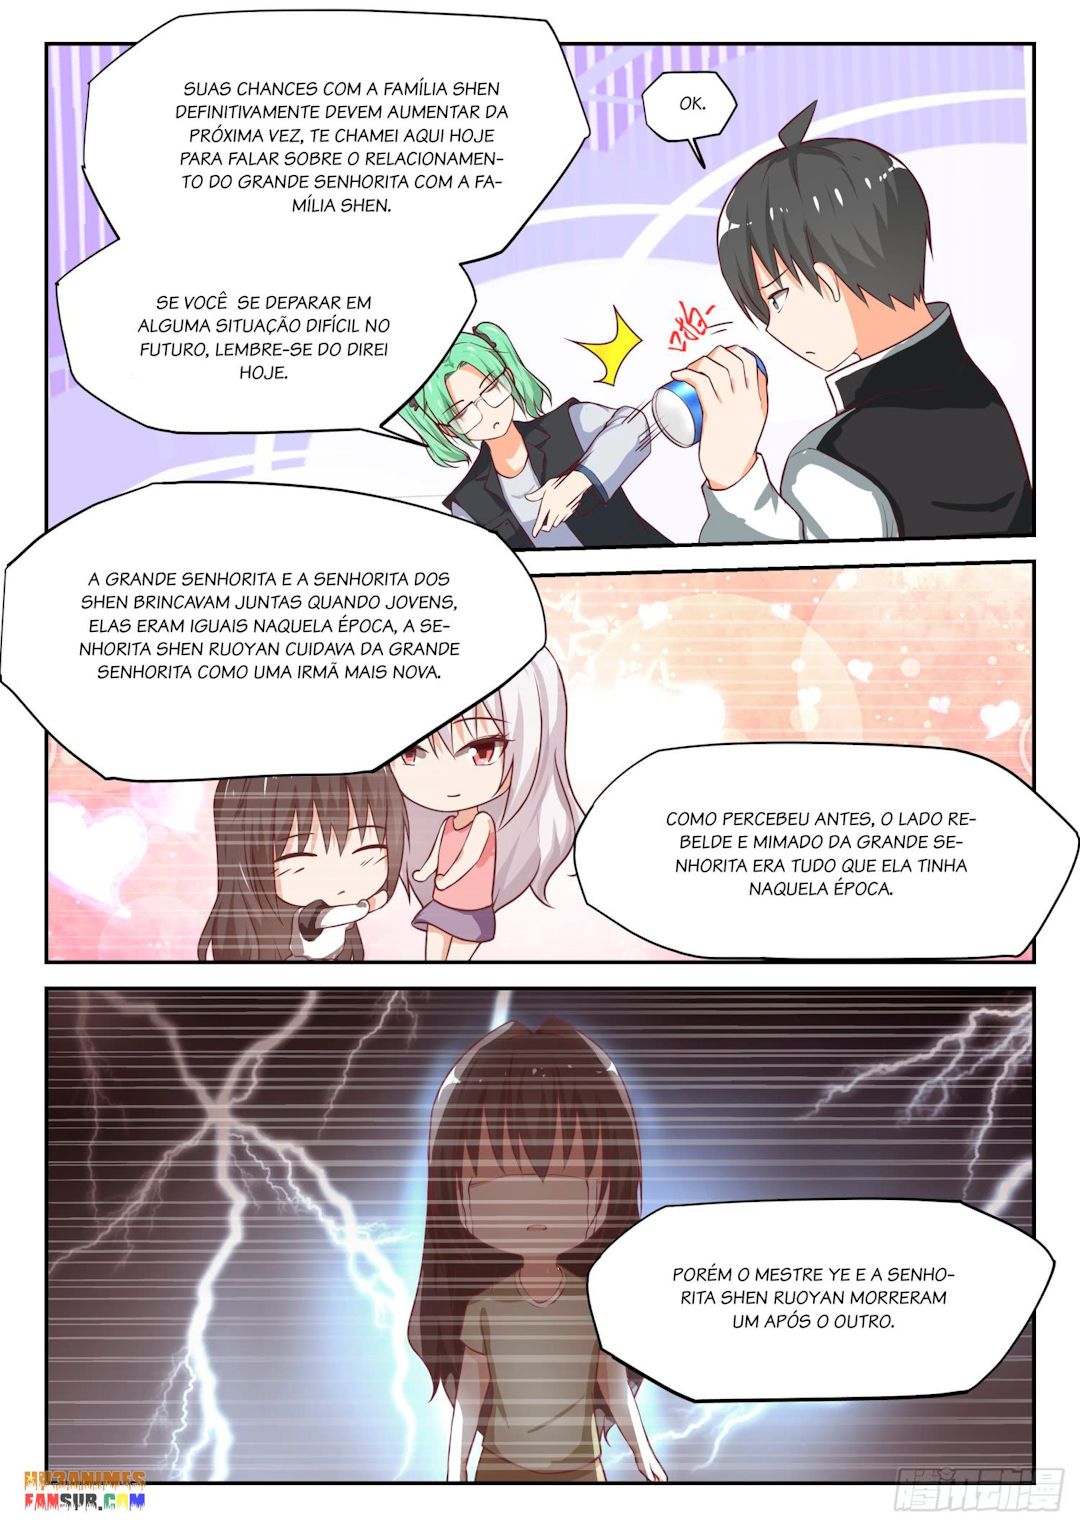 SUAS CHANCES COM A FAMÍLIA SHEN
DEFINITIVAMENTE DEVEM AUMENTAR DA
PRÓXIMA VEZ, TE CHAMEI AQUI HOJE
PARA FALAR SOBRE O RELACIONAMEN-
TO DO GRANDE SENHORITA COM A FA-
MÍLIA SHEN.
OK.
SE VOCÊ SE DEPARAR EM
ALGUMA SITUAÇÃO DIFÍCIL NO
FUTURO, LEMBRE-SE DO DIREI
HOJE.
A GRANDE SENHORITA E A SENHORITA DOS
SHEN BRINCAVAM JUNTAS QUANDO JOVENS,
ELAS ERAM IGUAIS NAQUELA ÉPOCA, A SE-
NHORITA SHEN RUOYAN CUIDAVA DA GRANDE
SENHORITA COMO UMA IRMÃ MAIS NOVA.
COMO PERCEBEU ANTES, O LADO RE-
BELDE E MIMADO DA GRANDE SE-
NHORITA ERA TUDO QUE ELA TINHA
NAQUELA ÉPOCA.
PORÉM O MESTRE YE E A SENHO-
RITA SHEN RUOYAN MORRERAM
UM APÓS O OUTRO.
HUZANIMES
FANSUB.COM
腾讯动漫